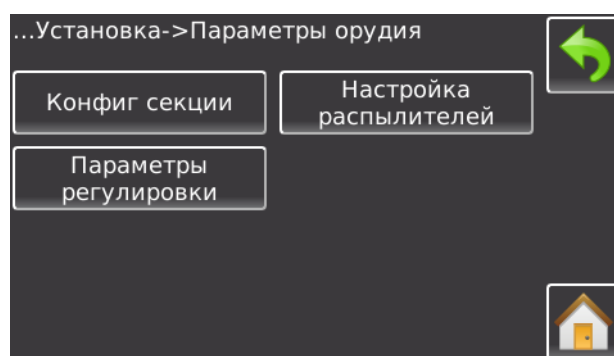 ...Установка->Параметры орудия
Конфиг секции
Настройка
распылителей
Параметры
регулировки